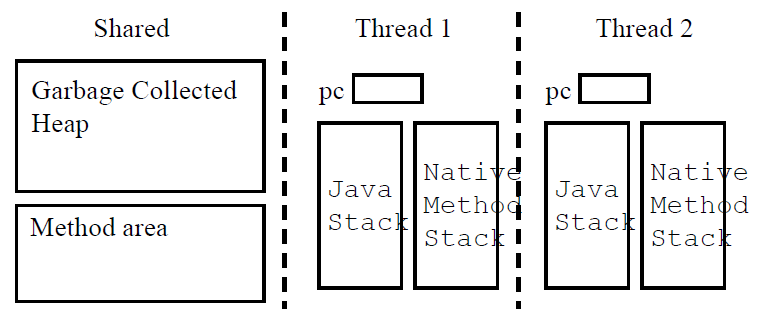 Shared
Garbage Collected
Heap
Method area
Thread 1
pc
Java
Stack
Native
Method
Stack
Thread 2
pc
Java
Stack
Native
Method
Stack